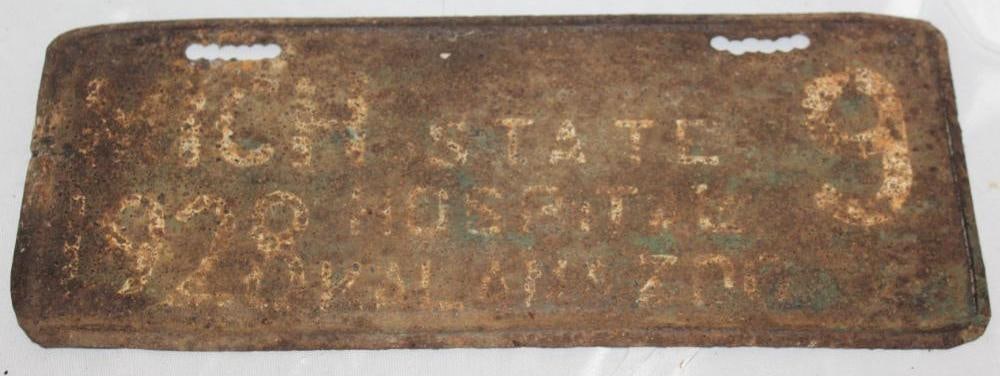 MICH STATE 9
1928 HOSPITAL
KALAMAZOO